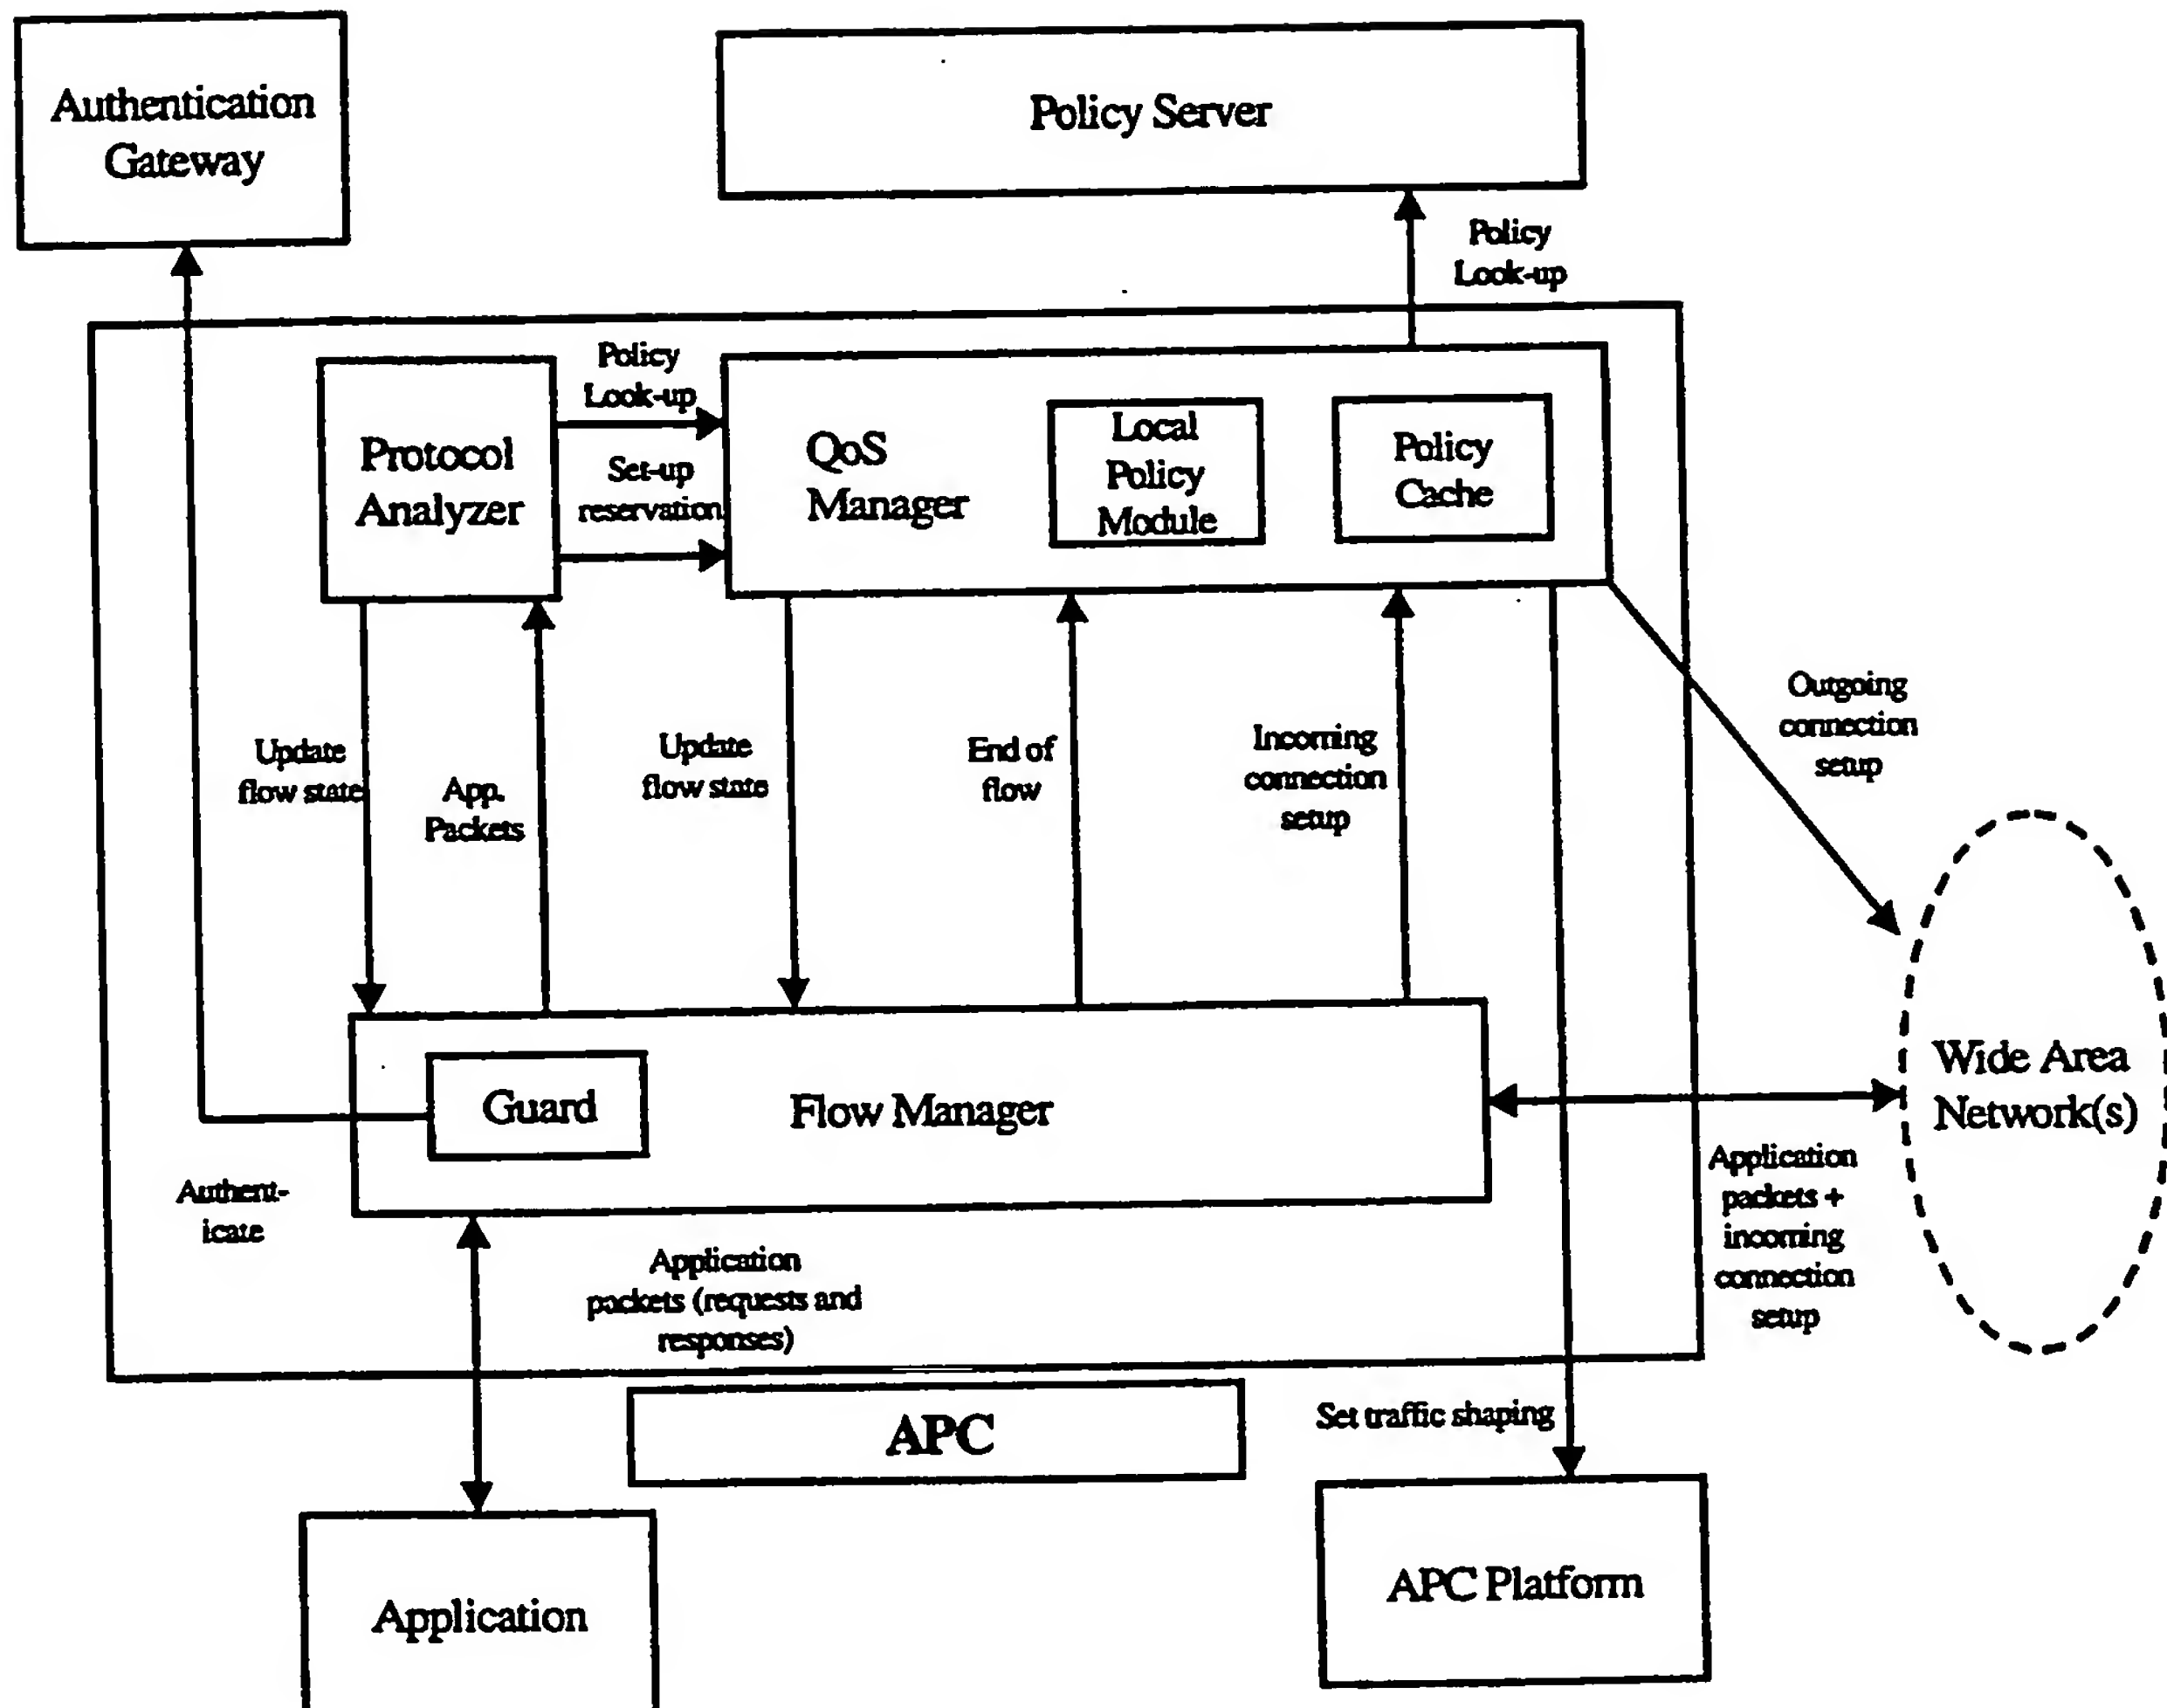 Authentication
Gateway
Policy Server
Policy
Look-up
Policy
Look-up
Protocol
Analyzer
Set-up
reservation
QoS
Manager
Local
Policy
Module
Policy
Cache
Update
flow state
App.
Packets
Update
flow state
End of
flow
Incoming
connection
setup
Outgoing
connection
setup
Guard
Flow Manager
Wide Area
Network(s)
Authent-
icate
Application
packets (requests and
responses)
Application
packets +
incoming
connection
setup
APC
Set traffic shaping
Application
APC Platform